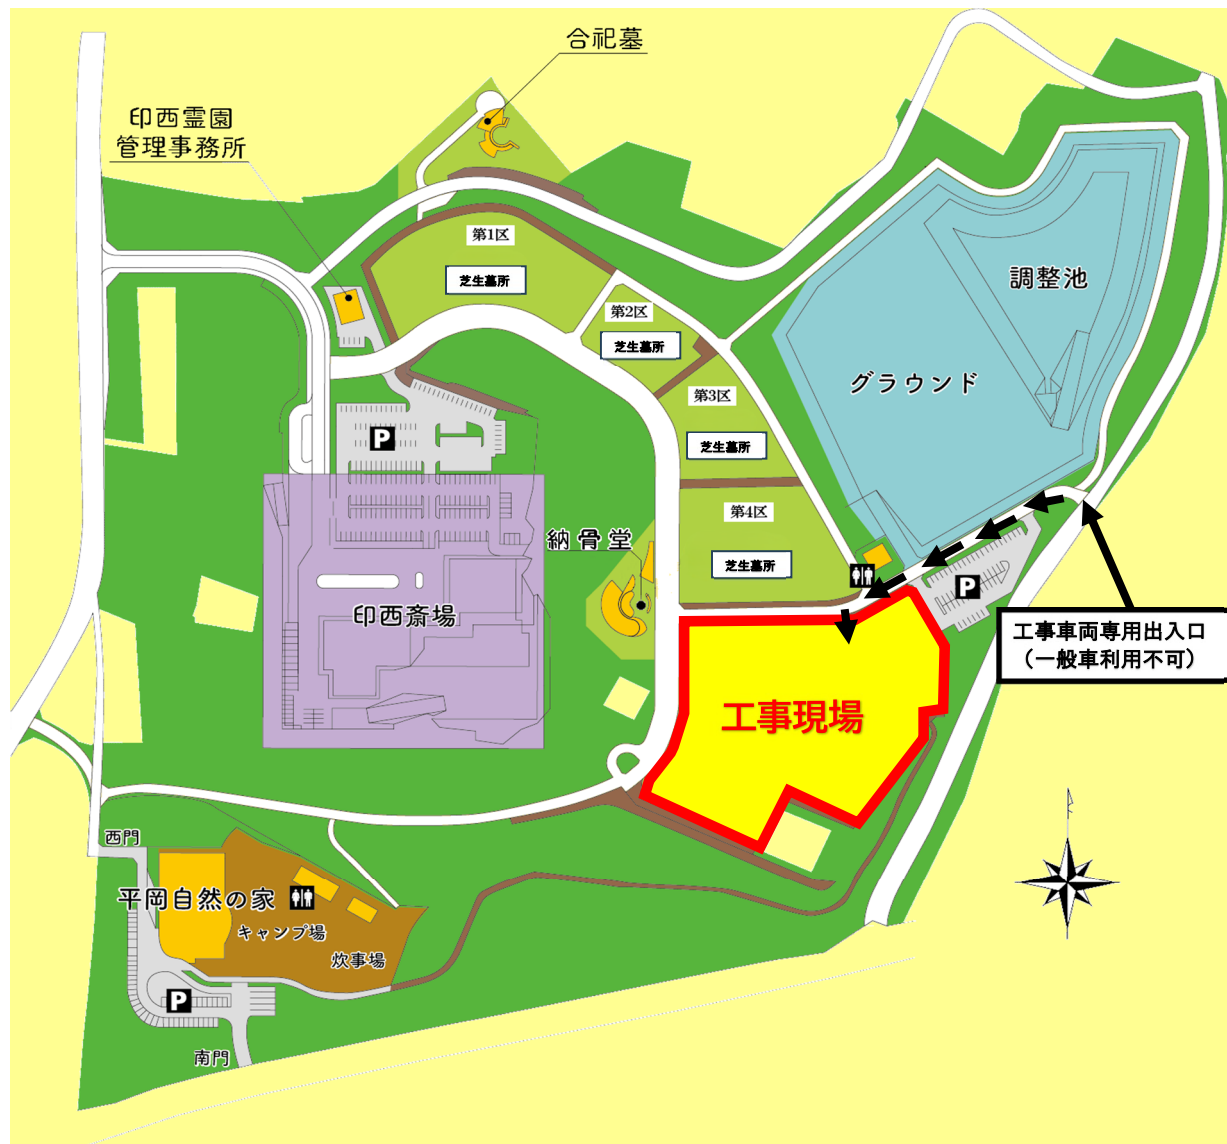 合祀墓
印西霊園
管理事務所
第1区
芝生墓所
第2区
芝生墓所
第3区
芝生墓所
第4区
芝生墓所
調整池
グラウンド
P
納骨堂
印西斎場
P
工事車両専用出入口
（一般車利用不可）
工事現場
西門
平岡自然の家
キャンプ場
炊事場
P
南門